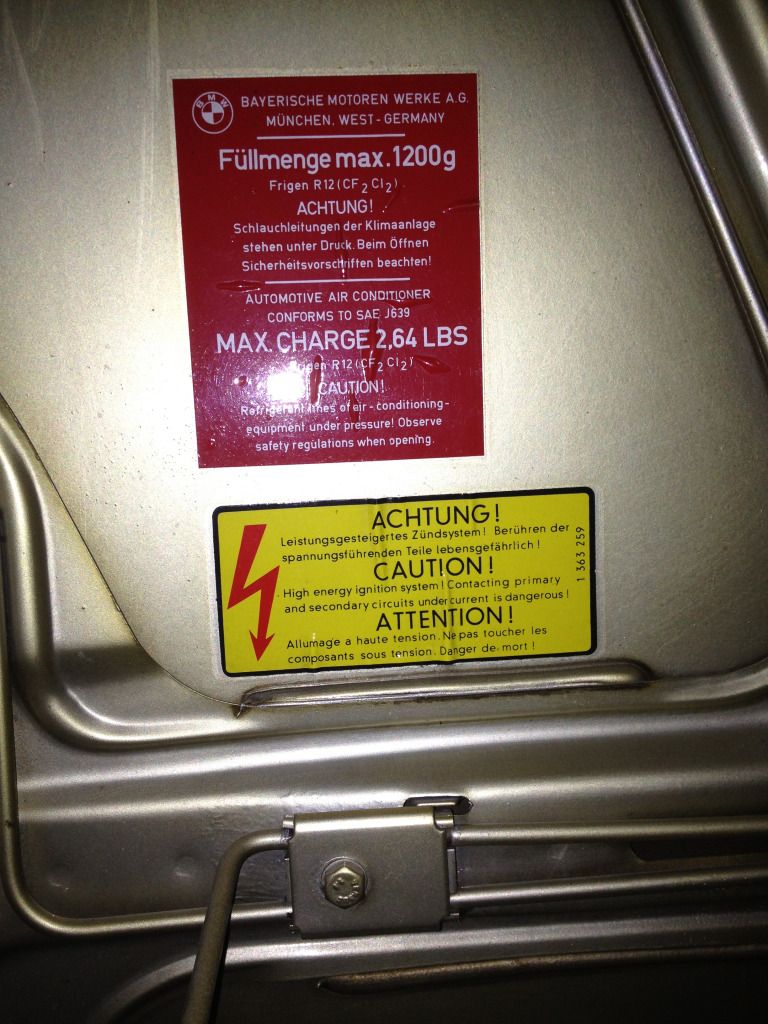 BMW
BAYERISCHE MOTOREN WERKE A.G.
MÜNCHEN. WEST - GERMANY
Füllmenge max. 1200g
Frigen R12 (CF2Cl2)
ACHTUNG!
Schlauchleitungen der Klimaanlage
stehen unter Druck. Beim Öffnen
Sicherheitsvorschriften beachten!
AUTOMOTIVE AIR CONDITIONER
CONFORMS TO SAE J639
MAX. CHARGE 2,64 LBS
Frigen R12 (CF2Cl2)
CAUTION!
Refrigerant lines of air - conditioning -
equipment under pressure! Observe
safety regulations when opening.
ACHTUNG!
Leistungsgesteigertes Zündsystem! Berühren der
spannungsführenden Teile lebensgefährlich!
CAUTION!
High energy ignition system! Contacting primary
and secondary circuits under current is dangerous!
ATTENTION!
Allumage a haute tension. Ne pas toucher les
composants sous tension. Danger de mort!
1 363 259